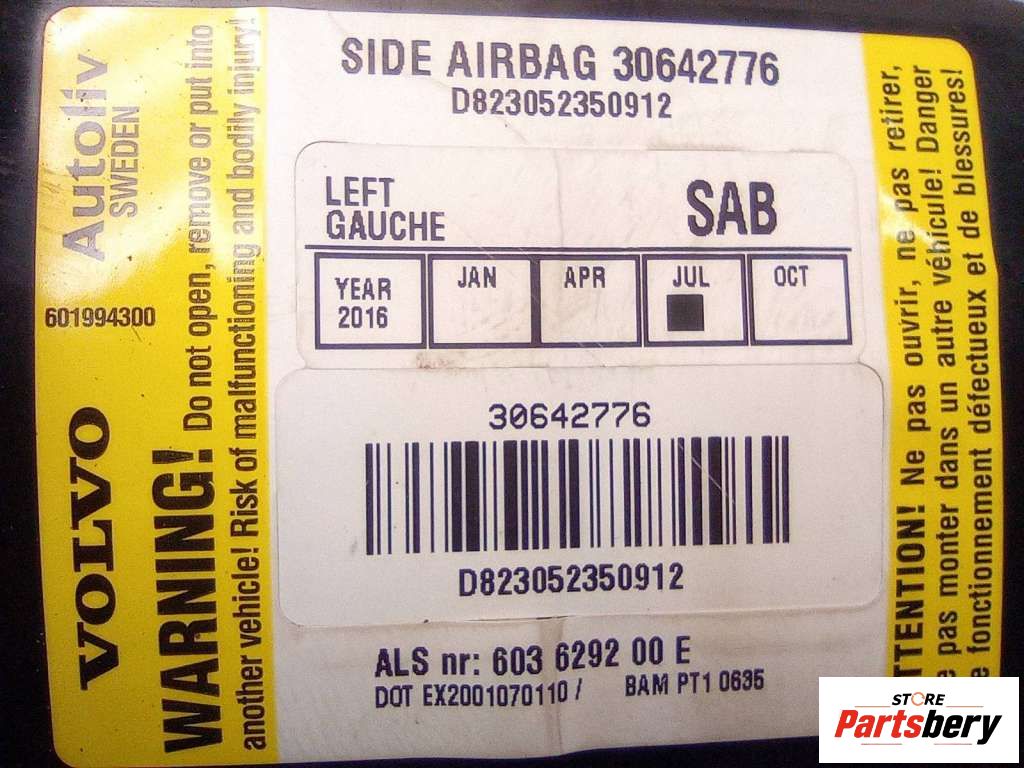 Autoliv
SWEDEN
601994300
VOLVO
WARNING! Do not open, remove or put into
another vehicle! Risk of malfunctioning and bodily injury!
SIDE AIRBAG 30642776
D823052350912
LEFT
GAUCHE
SAB
YEAR
2016
JAN
APR
JUL
OCT
30642776
D823052350912
ALS nr: 603 6292 00 E
DOT EX2001070110 / BAM PT1 0635
ATTENTION! Ne pas ouvrir, ne pas retirer,
pas monter dans un autre véhicule! Danger
fonctionnement défectueux et de blessures!
STORE
Partsbery